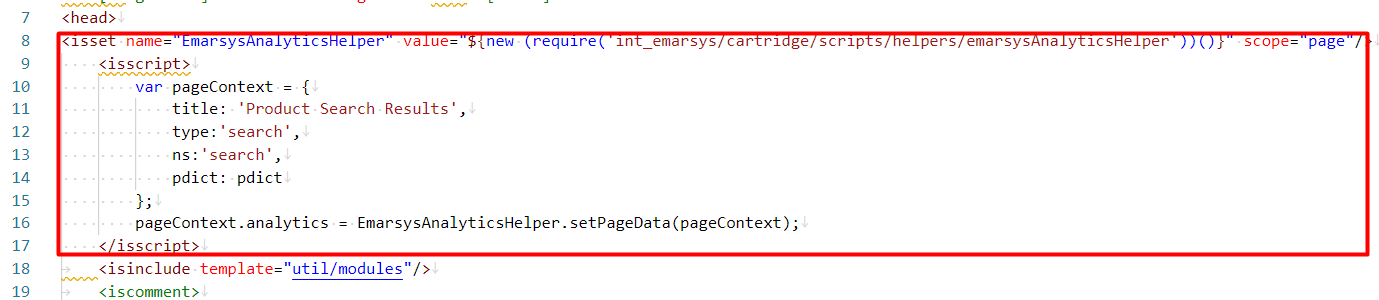 7 <head>
8 <isset name="EmarsysAnalyticsHelper" value="${new (require('int_emarsys/cartridge/scripts/helpers/emarsysAnalyticsHelper'))()}" scope="page"/>
9 <isscript>
10 var pageContext = {
11 title: 'Product Search Results',
12 type:'search',
13 ns:'search',
14 pdict: pdict
15 };
16 pageContext.analytics = EmarsysAnalyticsHelper.setPageData(pageContext);
17 </isscript>
18 <isinclude template="util/modules"/>
19 <iscomment>